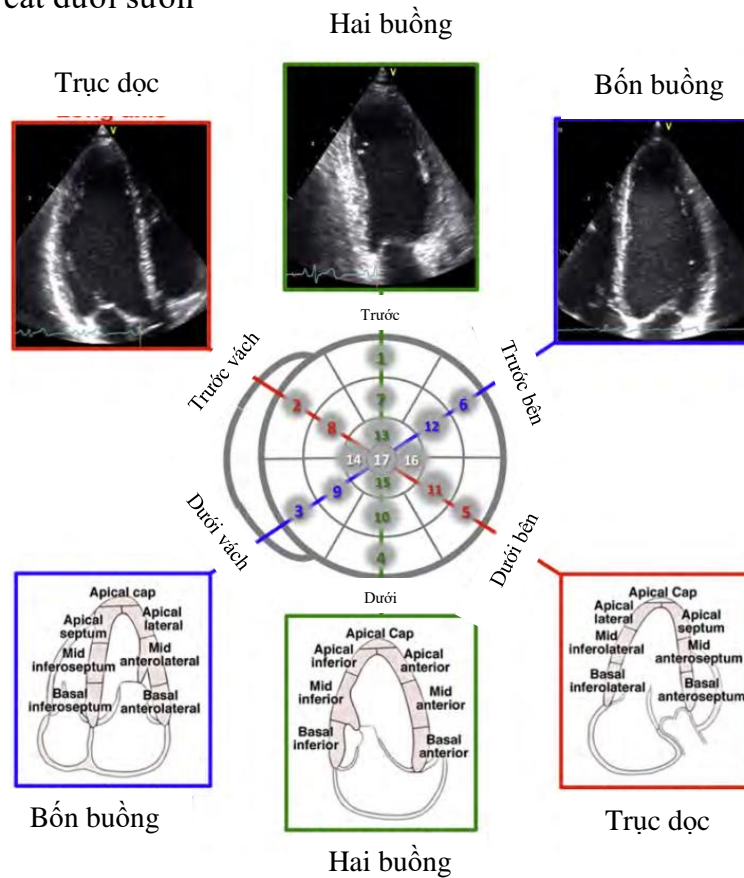 cắt dưới sườn
Hai buồng
Trục dọc
Bốn buồng
V
V
V
Trước
Trước vách
Trước bên
1
2
7
6
8
12
13
14
17
16
15
9
11
3
10
5
4
Dưới vách
Dưới bên
Dưới
Apical cap
Apical
septum
Apical
lateral
Mid
inferoseptum
Mid
anterolateral
Basal
inferoseptum
Basal
anterolateral
Bốn buồng
Apical Cap
Apical
inferior
Apical
anterior
Mid
inferior
Mid
anterior
Basal
inferior
Basal
anterior
Hai buồng
Apical Cap
Apical
lateral
Apical
septum
Mid
inferolateral
Mid
anteroseptum
Basal
inferolateral
Basal
anteroseptum
Trục dọc